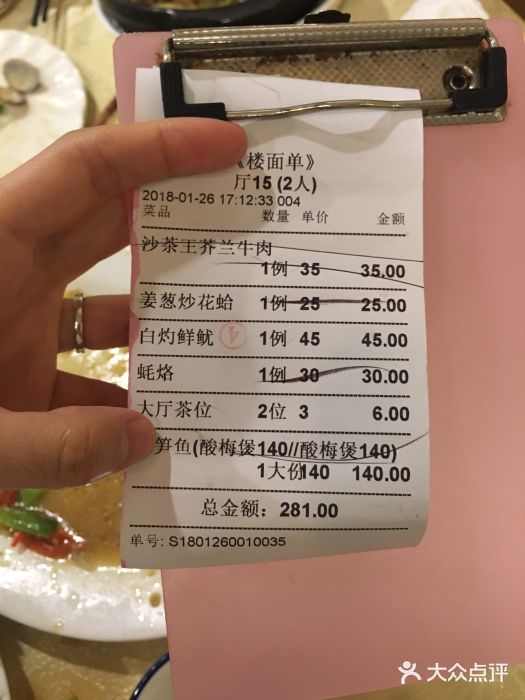 《楼面单》
厅15 (2人)
2018-01-26 17:12:33 004
菜品 数量 单价 金额
沙茶王芥兰牛肉
1例 35 35.00
姜葱炒花蛤 1例 25 25.00
白灼鲜鱿 1例 45 45.00
蚝烙 1例 30 30.00
大厅茶位 2位 3 6.00
笋鱼(酸梅煲140//酸梅煲140)
1大份140 140.00
总金额: 281.00
单号: S1801260010035
大众点评